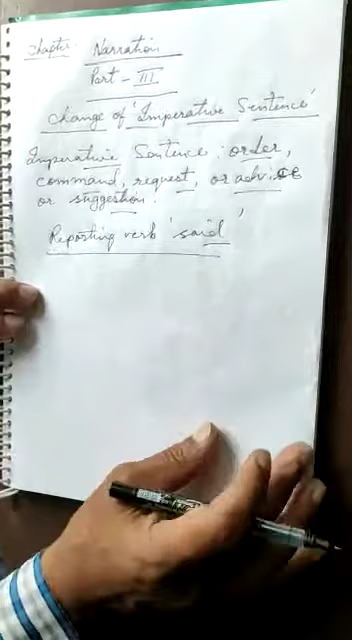 Chapter: Narration
Part - III
Change of 'Imperative Sentence'
Imperative Sentence: order,
command, request, or advice
or suggestion.
Reporting verb 'said'